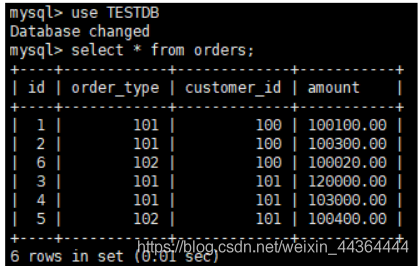 mysql> use TESTDB
Database changed
mysql> select * from orders;
+----+------------+-------------+-----------+
| id | order_type | customer_id | amount    |
+----+------------+-------------+-----------+
|  1 |        101 |         100 | 100100.00 |
|  2 |        101 |         100 | 100300.00 |
|  6 |        102 |         100 | 100020.00 |
|  3 |        101 |         101 | 120000.00 |
|  4 |        101 |         101 | 103000.00 |
|  5 |        102 |         101 | 100400.00 |
+----+------------+-------------+-----------+
6 rows in set (0.01 sec)
https://blog.csdn.net/weixin_44364444